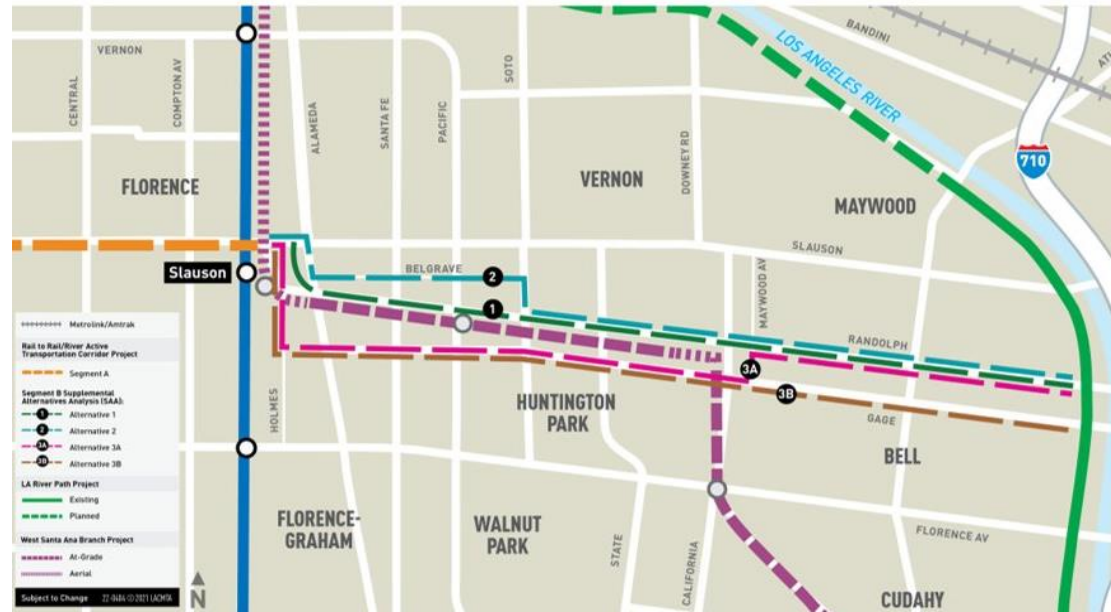 VERNON
CENTRAL
COMPTON AV
ALAMEDA
SANTA FE
PACIFIC
SOTO
DOWNEY RD
BANDINI
LOS ANGELES RIVER
710
FLORENCE
VERNON
MAYWOOD
SLAUSON
Slauson
BELGRAVE
2
1
MAYWOOD AV
RANDOLPH
3A
3B
GAGE
HOLMES
HUNTINGTON
PARK
BELL
FLORENCE-
GRAHAM
WALNUT
PARK
STATE
CALIFORNIA
FLORENCE AV
CUDAHY
Metrolink/Amtrak
Rail to Rail/River Active
Transportation Corridor Project
Segment A
Segment B Supplemental
Alternatives Analysis (SAA):
1 Alternative 1
2 Alternative 2
3A Alternative 3A
3B Alternative 3B
LA River Path Project
Existing
Planned
West Santa Ana Branch Project
At-Grade
Aerial
Subject to Change 22-0484 © 2021 LACMTA
N